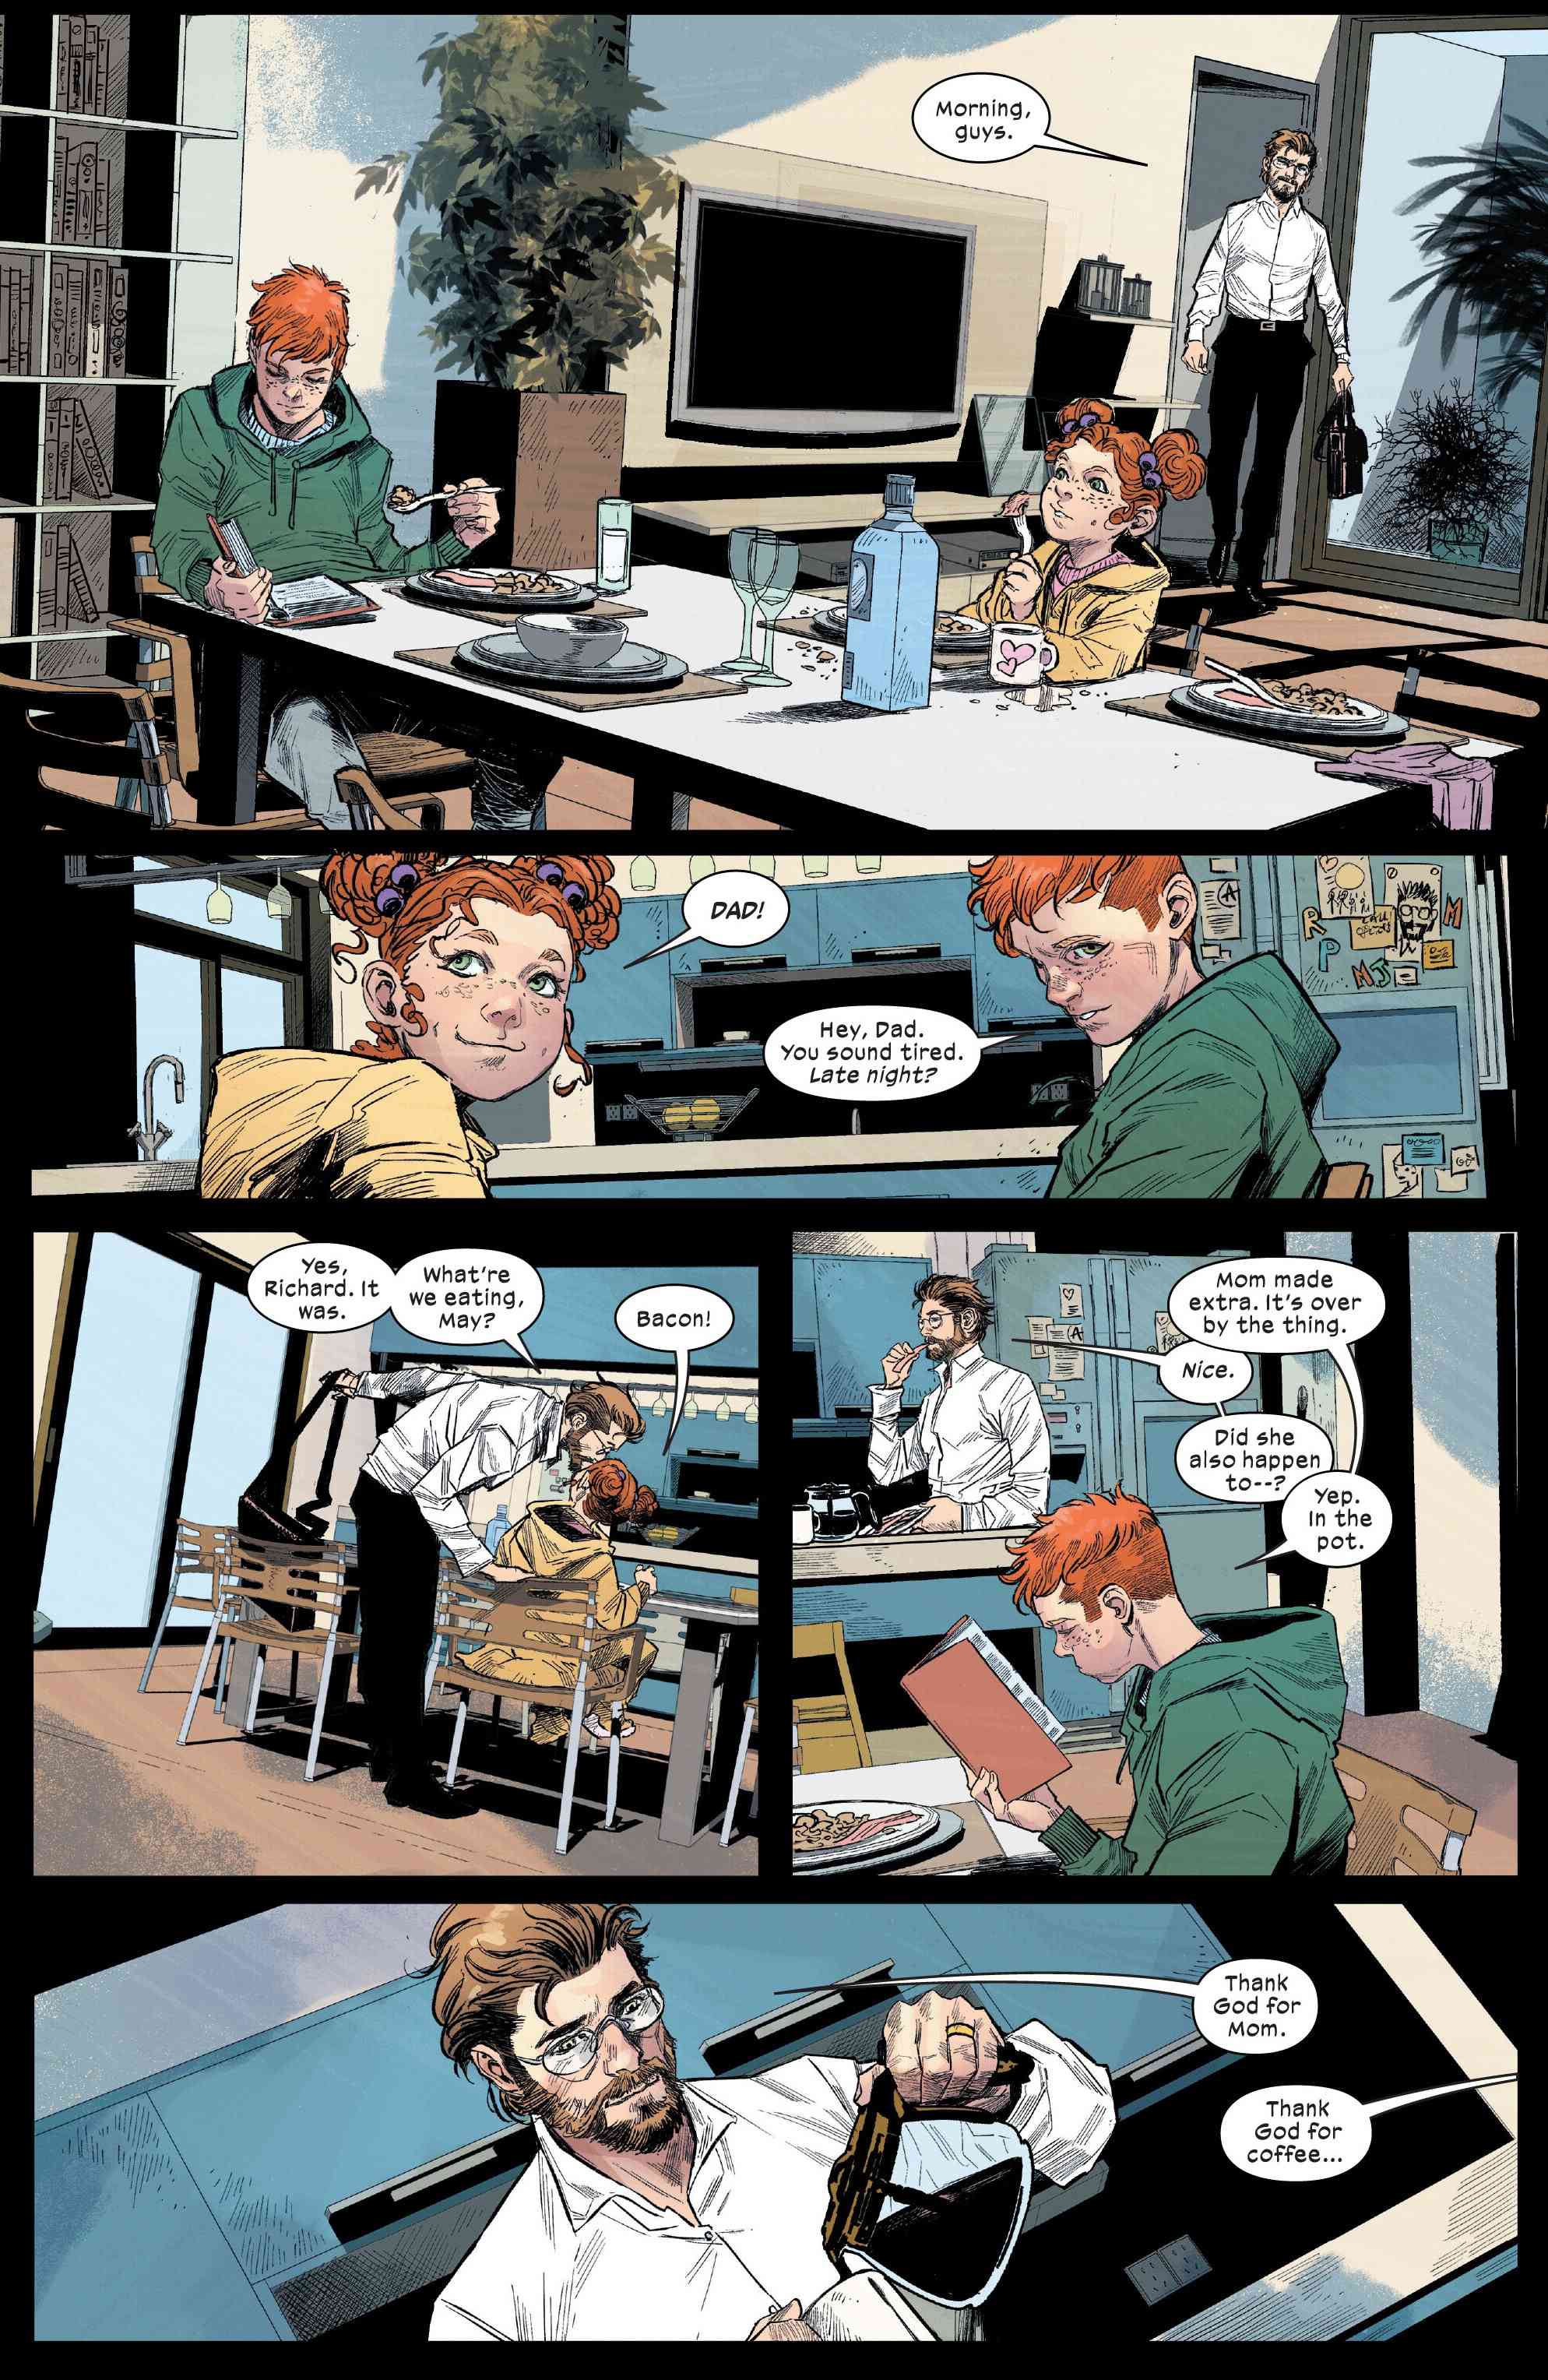 Morning,
guys.
DAD!
Hey, Dad.
You sound tired.
Late night?
A
R
P
M
MJ
Yes,
Richard. It
was.
What're
we eating,
May?
Bacon!
Mom made
extra. It's over
by the thing.
Nice.
Did she
also happen
to--?
Yep.
In the
pot.
A
Thank
God for
Mom.
Thank
God for
coffee...